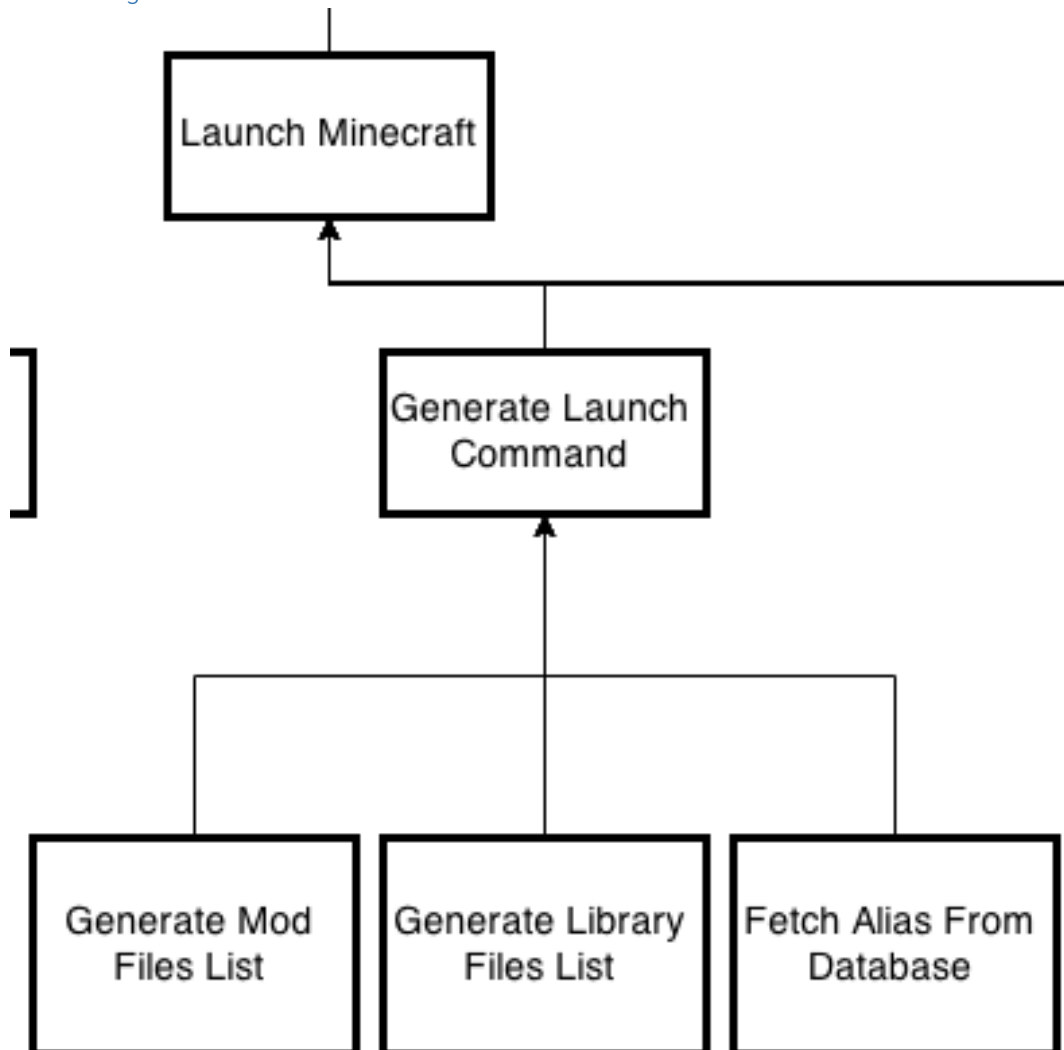 Launch Minecraft
Generate Launch
Command
Generate Mod
Files List
Generate Library
Files List
Fetch Alias From
Database